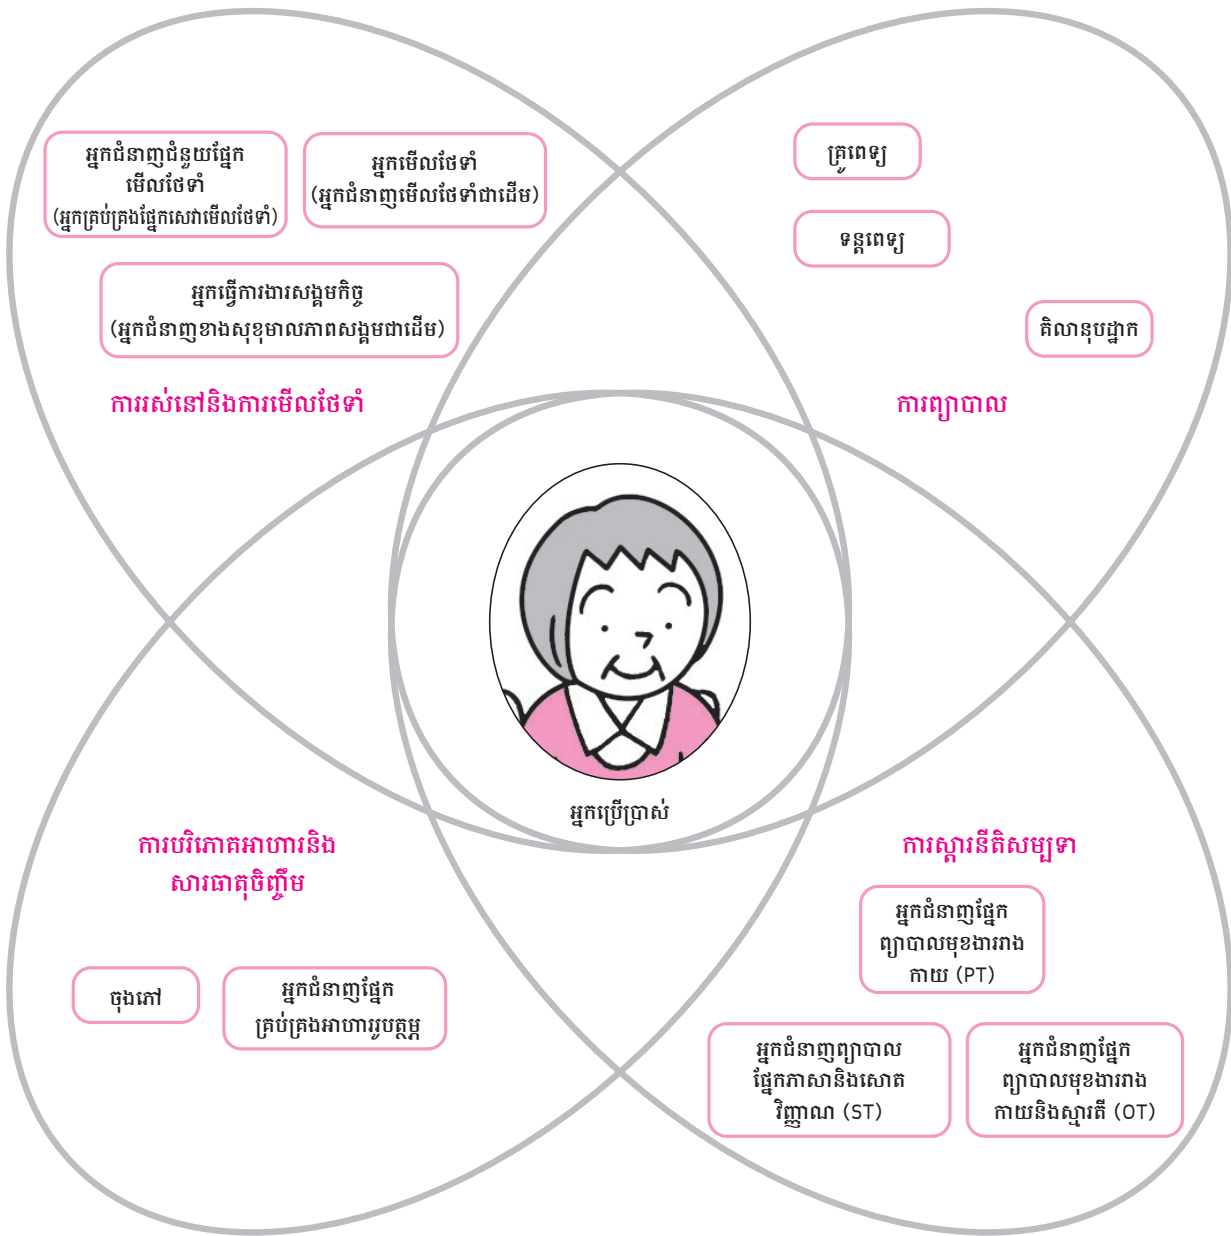 អ្នកជំនាញជំនួយផ្នែក
មើលថែទាំ
(អ្នកគ្រប់គ្រងផ្នែកសេវាមើលថែទាំ)
អ្នកមើលថែទាំ
(អ្នកជំនាញមើលថែទាំជាដើម)
អ្នកធ្វើការងារសង្គមកិច្ច
(អ្នកជំនាញខាងសុខុមាលភាពសង្គមជាដើម)
ការរស់នៅនិងការមើលថែទាំ
គ្រូពេទ្យ
ទន្តពេទ្យ
គិលានុបដ្ឋាក
ការព្យាបាល
អ្នកប្រើប្រាស់
ការបរិភោគអាហារនិង
សារធាតុចិញ្ចឹម
ចុងភៅ
អ្នកជំនាញផ្នែក
គ្រប់គ្រងអាហាររូបត្ថម្ភ
ការស្តារនីតិសម្បទា
អ្នកជំនាញផ្នែក
ព្យាបាលមុខងាររាង
កាយ (PT)
អ្នកជំនាញព្យាបាល
ផ្នែកភាសានិងសោត
វិញ្ញាណ (ST)
អ្នកជំនាញផ្នែក
ព្យាបាលមុខងាររាង
កាយនិងស្មារតី (OT)